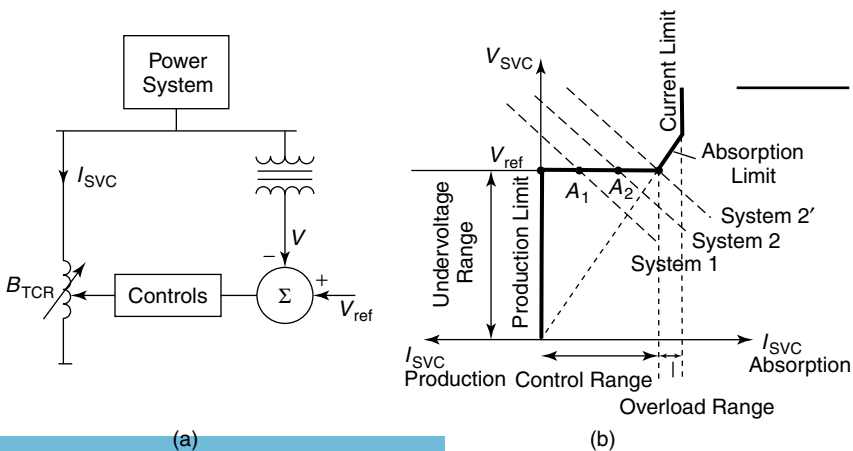 Power
System
I_SVC
V
−
+
B_TCR
Controls
Σ
V_ref
(a)
V_SVC
Current Limit
V_ref
Absorption
Limit
A_1
A_2
System 2′
System 2
System 1
Undervoltage
Range
Production Limit
I_SVC
Production
Control Range
I_SVC
Absorption
Overload Range
(b)